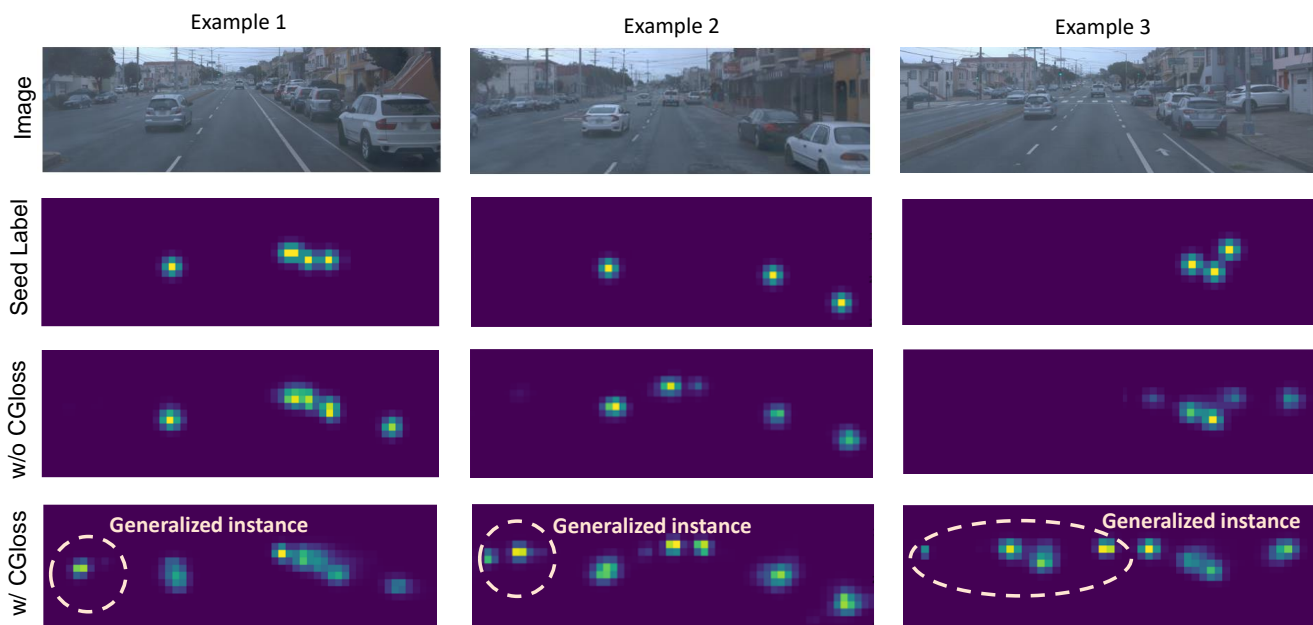 Example 1
Example 2
Example 3
Image
Seed Label
w/o CGloss
w/ CGloss
Generalized instance
Generalized instance
Generalized instance